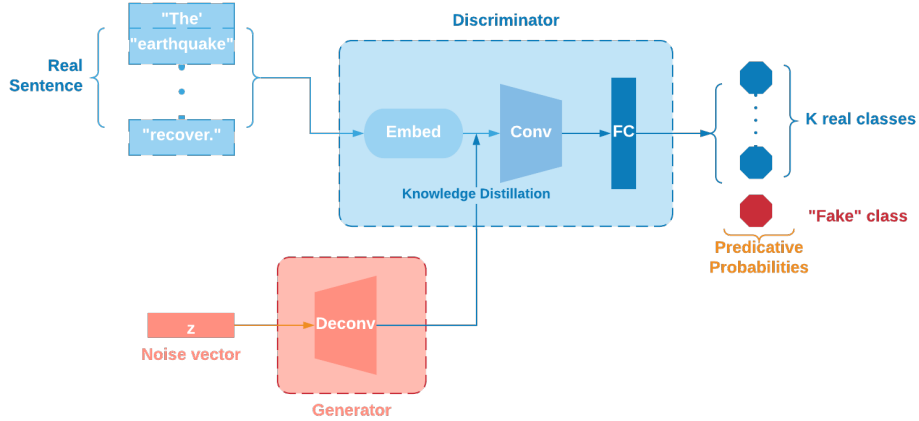 Discriminator
"The'
"earthquake"
Real
Sentence
"recover."
Embed
Conv
FC
K real classes
Knowledge Distillation
"Fake" class
Predicative
Probabilities
z
Deconv
Noise vector
Generator